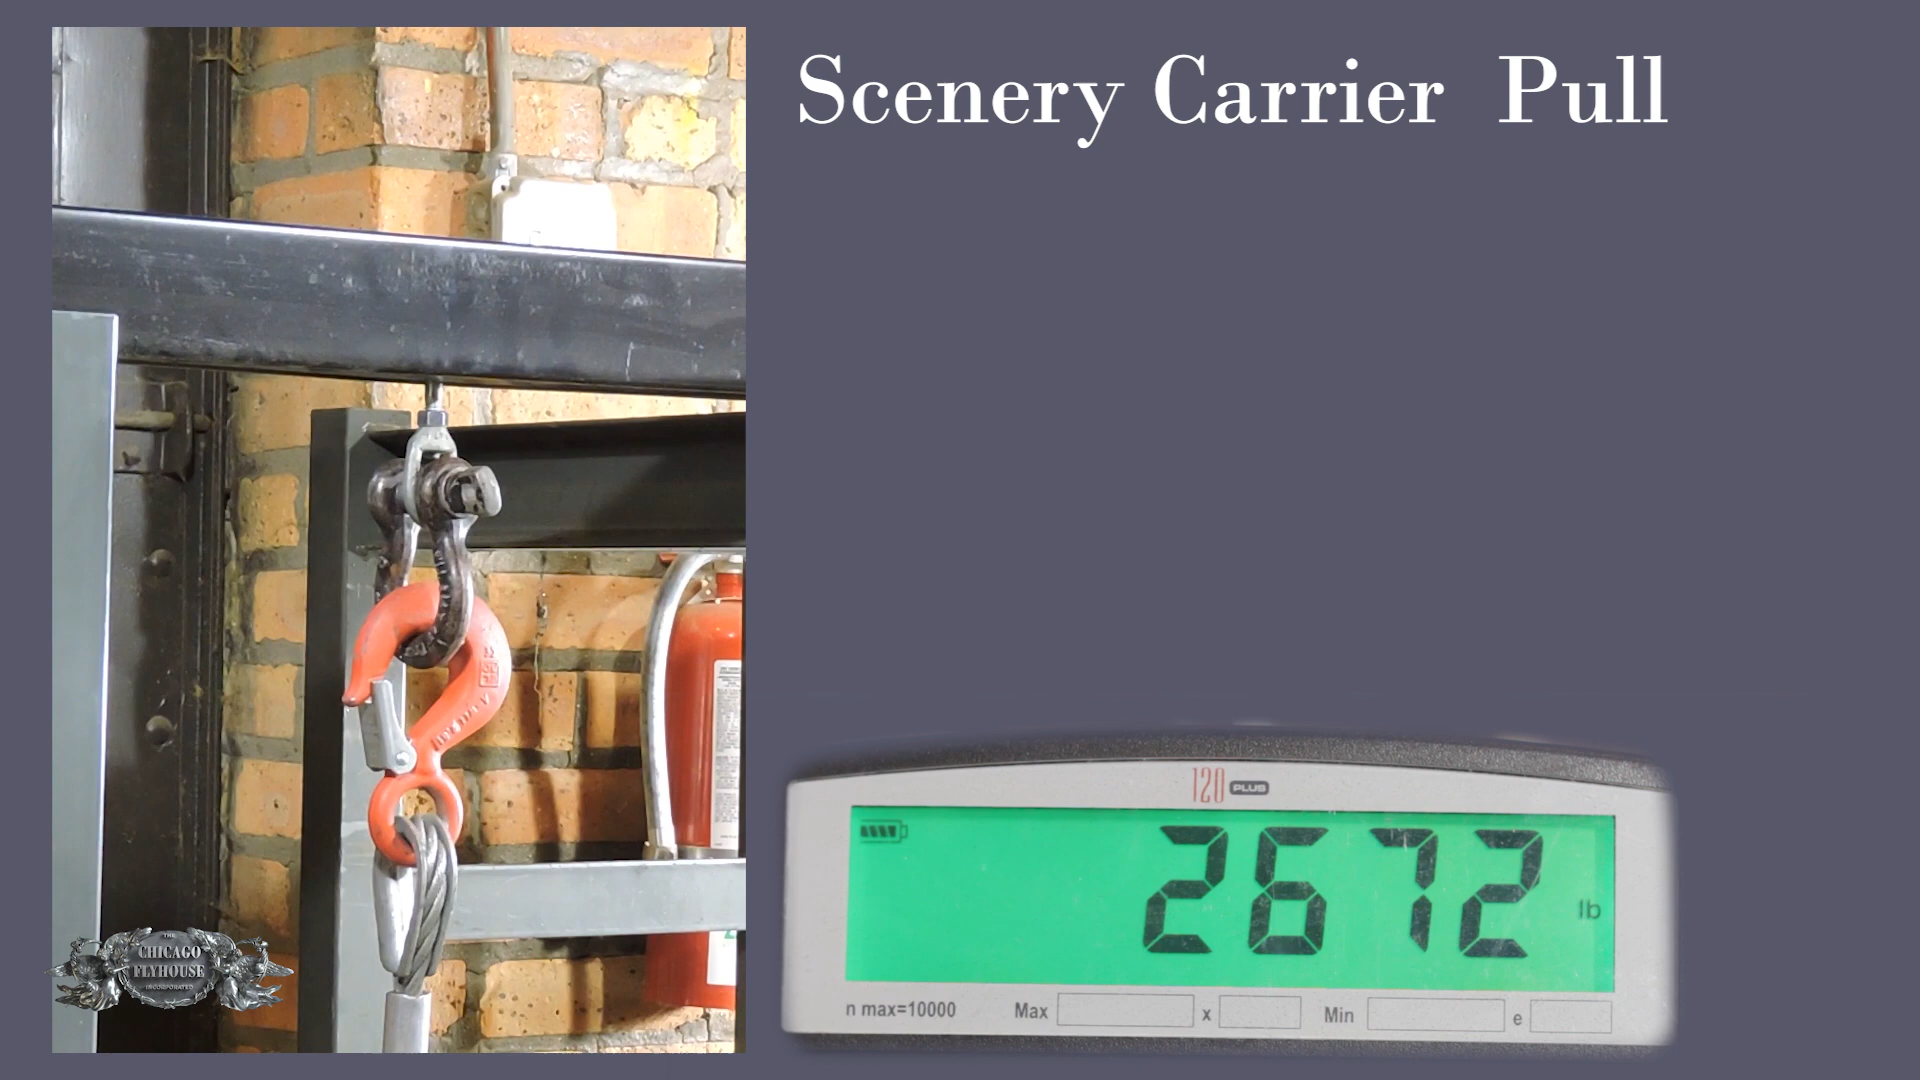 Scenery Carrier Pull
120 PLUS
2672 lb
n max=10000 Max x Min e
THE
CHICAGO
FLYHOUSE
INCORPORATED